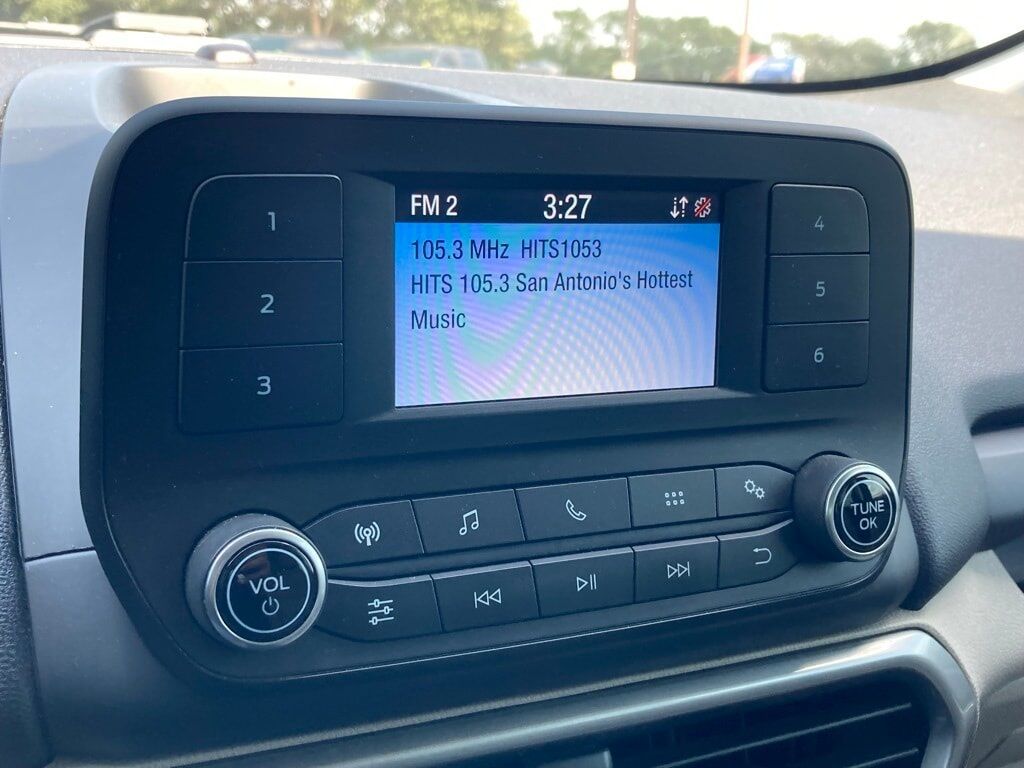 FM 2 3:27
105.3 MHz HITS1053
HITS 105.3 San Antonio's Hottest
Music
1
2
3
4
5
6
VOL
TUNE
OK